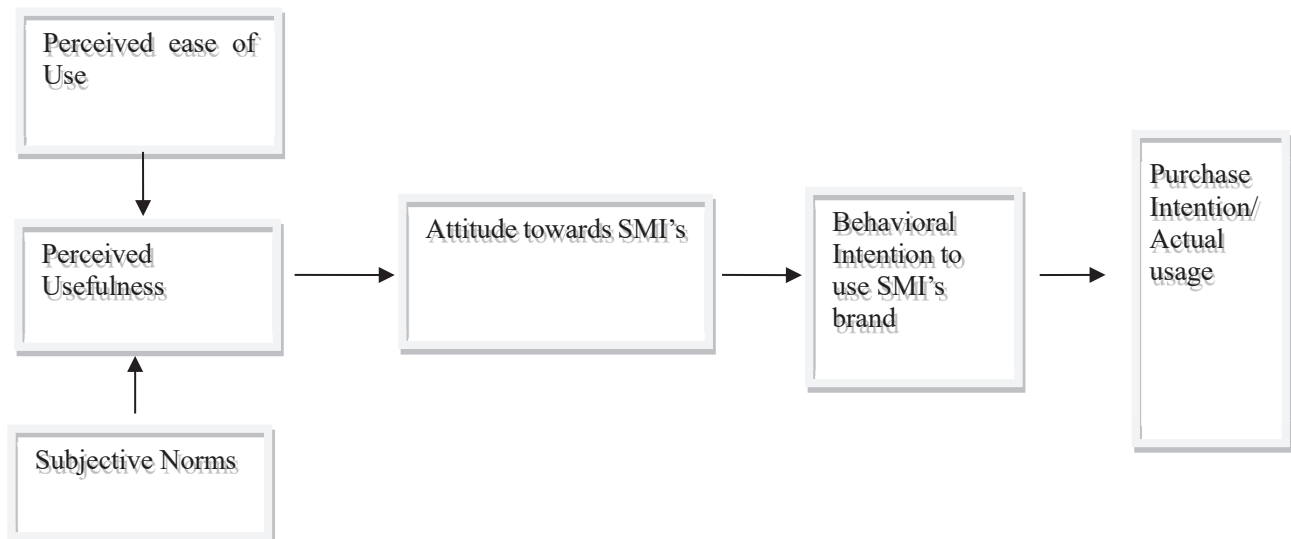 Perceived ease of
Use
Perceived
Usefulness
Subjective Norms
Attitude towards SMI’s
Behavioral
Intention to
use SMI’s
brand
Purchase
Intention/
Actual
usage